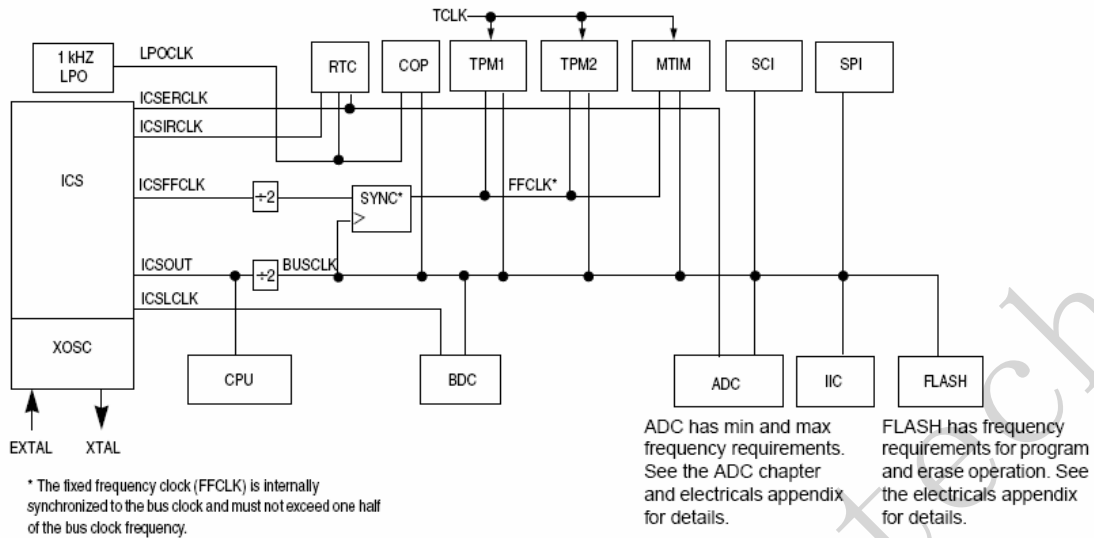 TCLK
1 kHZ
LPO
LPOCLK
RTC
COP
TPM1
TPM2
MTIM
SCI
SPI
ICSERCLK
ICSIRCLK
ICS
ICSFFCLK
÷2
SYNC*
FFCLK*
ICSOUT
÷2
BUSCLK
ICSLCLK
XOSC
CPU
BDC
ADC
IIC
FLASH
EXTAL
XTAL
ADC has min and max
frequency requirements.
See the ADC chapter
and electricals appendix
for details.
FLASH has frequency
requirements for program
and erase operation. See
the electricals appendix
for details.
* The fixed frequency clock (FFCLK) is internally
synchronized to the bus clock and must not exceed one half
of the bus clock frequency.
tech